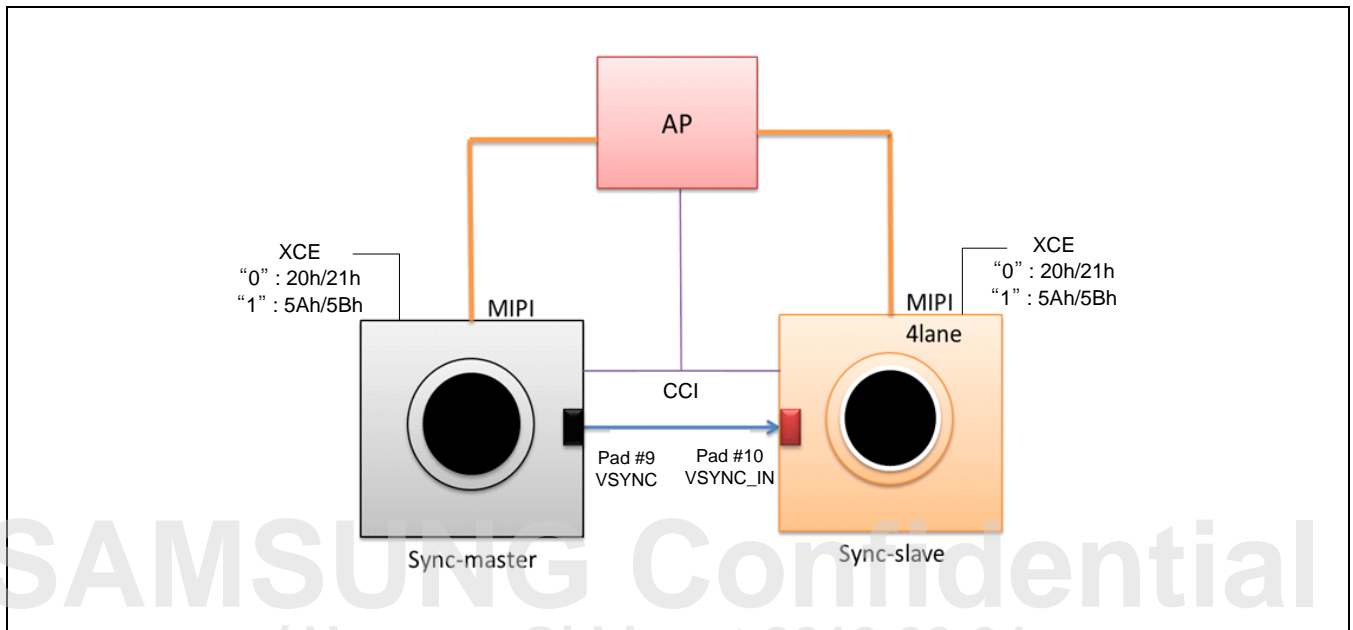 AP
XCE
“0” : 20h/21h
“1” : 5Ah/5Bh
XCE
“0” : 20h/21h
“1” : 5Ah/5Bh
MIPI
MIPI
4lane
CCI
Pad #9
VSYNC
Pad #10
VSYNC_IN
Sync-master
Sync-slave
SAMSUNG Confidential